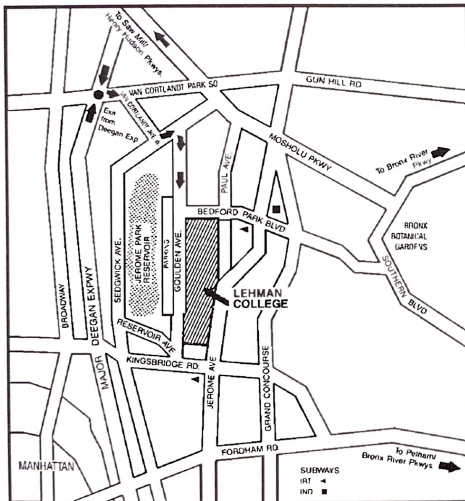 To Saw Mill/
Henry Hudson Pkwys.
VAN CORTLANDT PARK SO
GUN HILL RD
Exit
from
Deegan Exp
MOSHOLU PKWY
To Bronx River
Pkwy
PAUL AVE
BEDFORD PARK BLVD
BRONX
BOTANICAL
GARDENS
SOUTHERN BLVD
SEDGWICK AVE.
JEROME PARK
RESERVOIR
PARKING
GOULDEN AVE.
LEHMAN
COLLEGE
BROADWAY
MAJOR DEEGAN EXPWY
RESERVOIR AVE
KINGSBRIDGE RD.
JEROME AVE
GRAND CONCOURSE
FORDHAM RD
MANHATTAN
To Pelham/
Bronx River Pkwys
SUBWAYS
IRT
IND